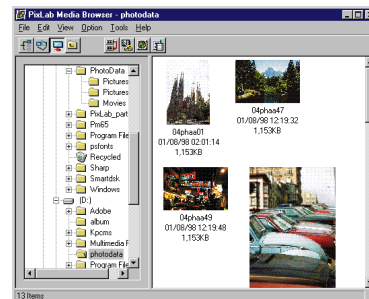 PixLab Media Browser - photodata
File Edit View Option Tools Help
PhotoData
Pictures
Pictures
Movies
PixLab_part
Pm65
Program File
psfonts
Recycled
Sharp
Smartdsk
Windows
(D:)
Adobe
album
Kpcms
Multimedia F
photodata
Program File
04phaa01
01/08/98 02:01:14
1,153KB
04phaa47
01/08/98 12:19:32
1,153KB
04phaa49
01/08/98 12:19:48
1,153KB
13 Items